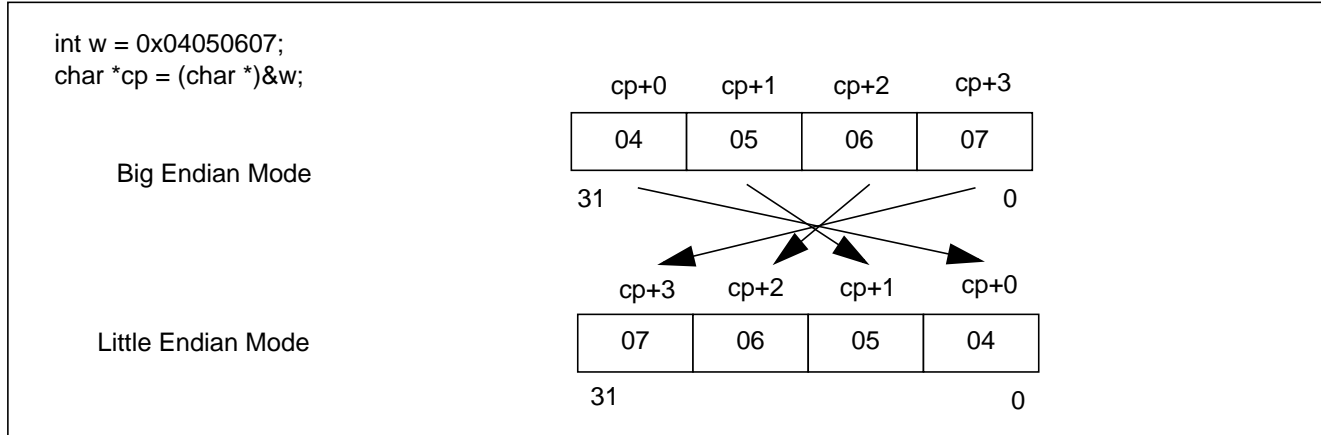 int w = 0x04050607;
char *cp = (char *)&w;
cp+0 cp+1 cp+2 cp+3
04 05 06 07
Big Endian Mode
31 0
cp+3 cp+2 cp+1 cp+0
Little Endian Mode
07 06 05 04
31 0